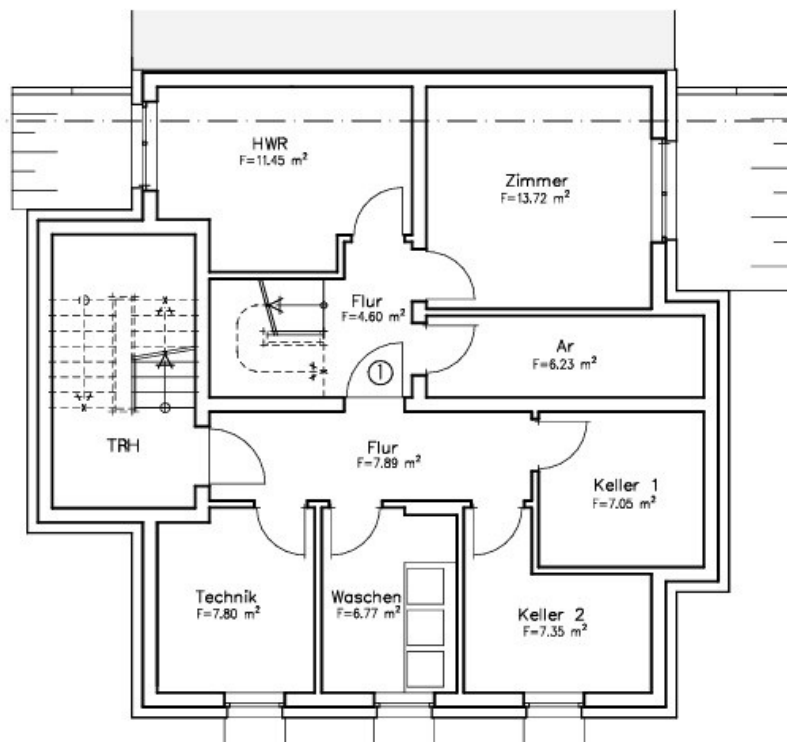 HWR
F=11.45 m²
Zimmer
F=13.72 m²
Flur
F=4.60 m²
Ar
F=6.23 m²
1
TRH
Flur
F=7.89 m²
Keller 1
F=7.05 m²
Technik
F=7.80 m²
Waschen
F=6.77 m²
Keller 2
F=7.35 m²